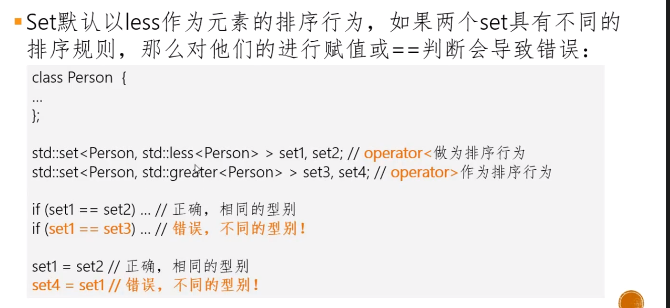 Set默认以less作为元素的排序行为，如果两个set具有不同的
排序规则，那么对他们的进行赋值或==判断会导致错误：
class Person {
...
};
std::set<Person, std::less<Person> > set1, set2; // operator<做为排序行为
std::set<Person, std::greater<Person> > set3, set4; // operator>作为排序行为
if (set1 == set2) ... // 正确，相同的型别
if (set1 == set3) ... // 错误，不同的型别！
set1 = set2 // 正确，相同的型别
set4 = set1 // 错误，不同的型别！